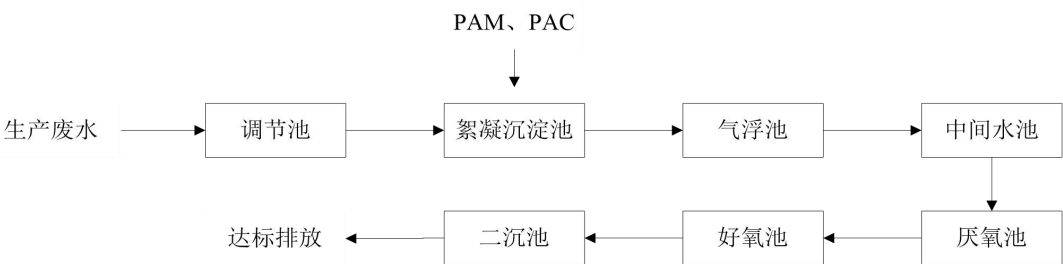 PAM、PAC
生产废水
调节池
絮凝沉淀池
气浮池
中间水池
达标排放
二沉池
好氧池
厌氧池